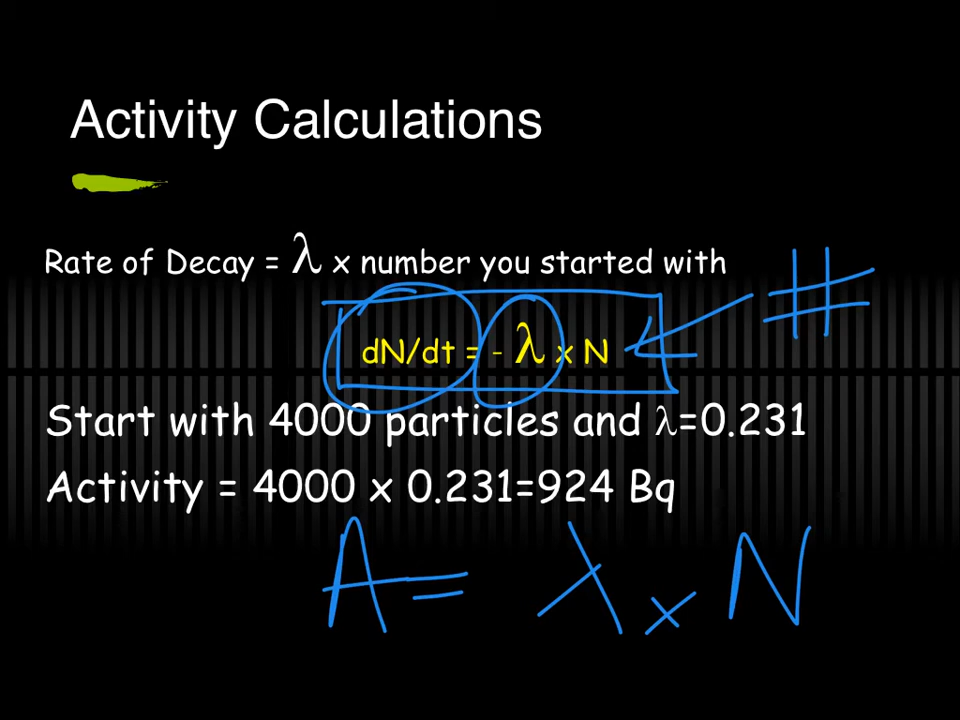 Activity Calculations
Rate of Decay = λ x number you started with
#
dN/dt = - λ x N
Start with 4000 particles and λ=0.231
Activity = 4000 x 0.231=924 Bq
A = λ x N